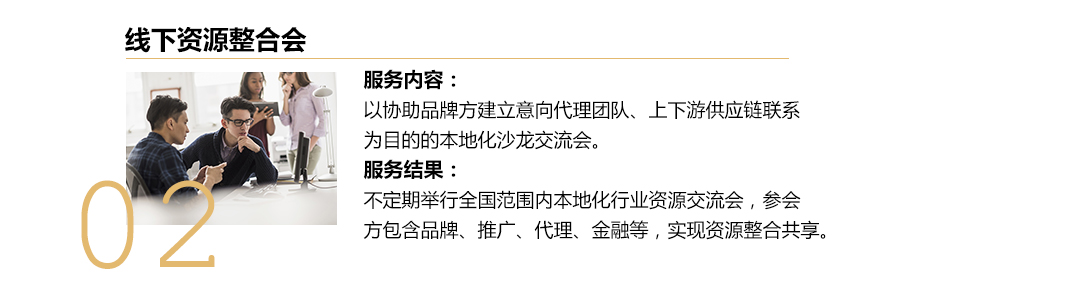 线下资源整合会
服务内容：
以协助品牌方建立意向代理团队、上下游供应链联系
为目的的本地化沙龙交流会。
服务结果：
不定期举行全国范围内本地化行业资源交流会，参会
方包含品牌、推广、代理、金融等，实现资源整合共享。
02